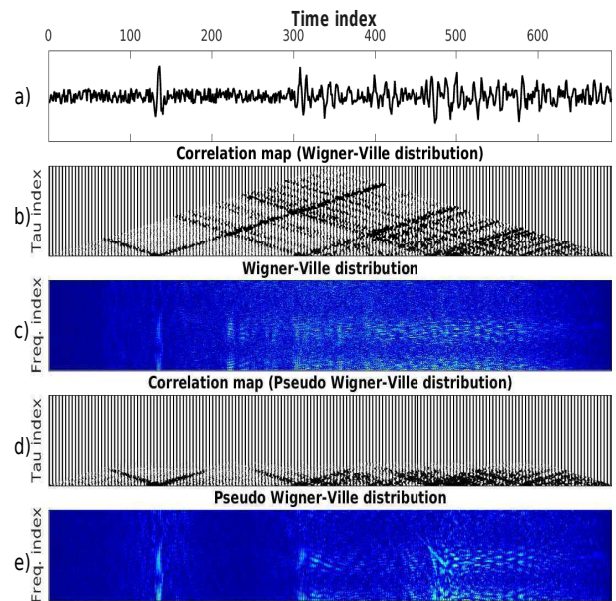 Time index
0 100 200 300 400 500 600
a)
Correlation map (Wigner-Ville distribution)
b) Tau index
Wigner-Ville distribution
c) Freq. index
Correlation map (Pseudo Wigner-Ville distribution)
d) Tau index
Pseudo Wigner-Ville distribution
e) Freq. index